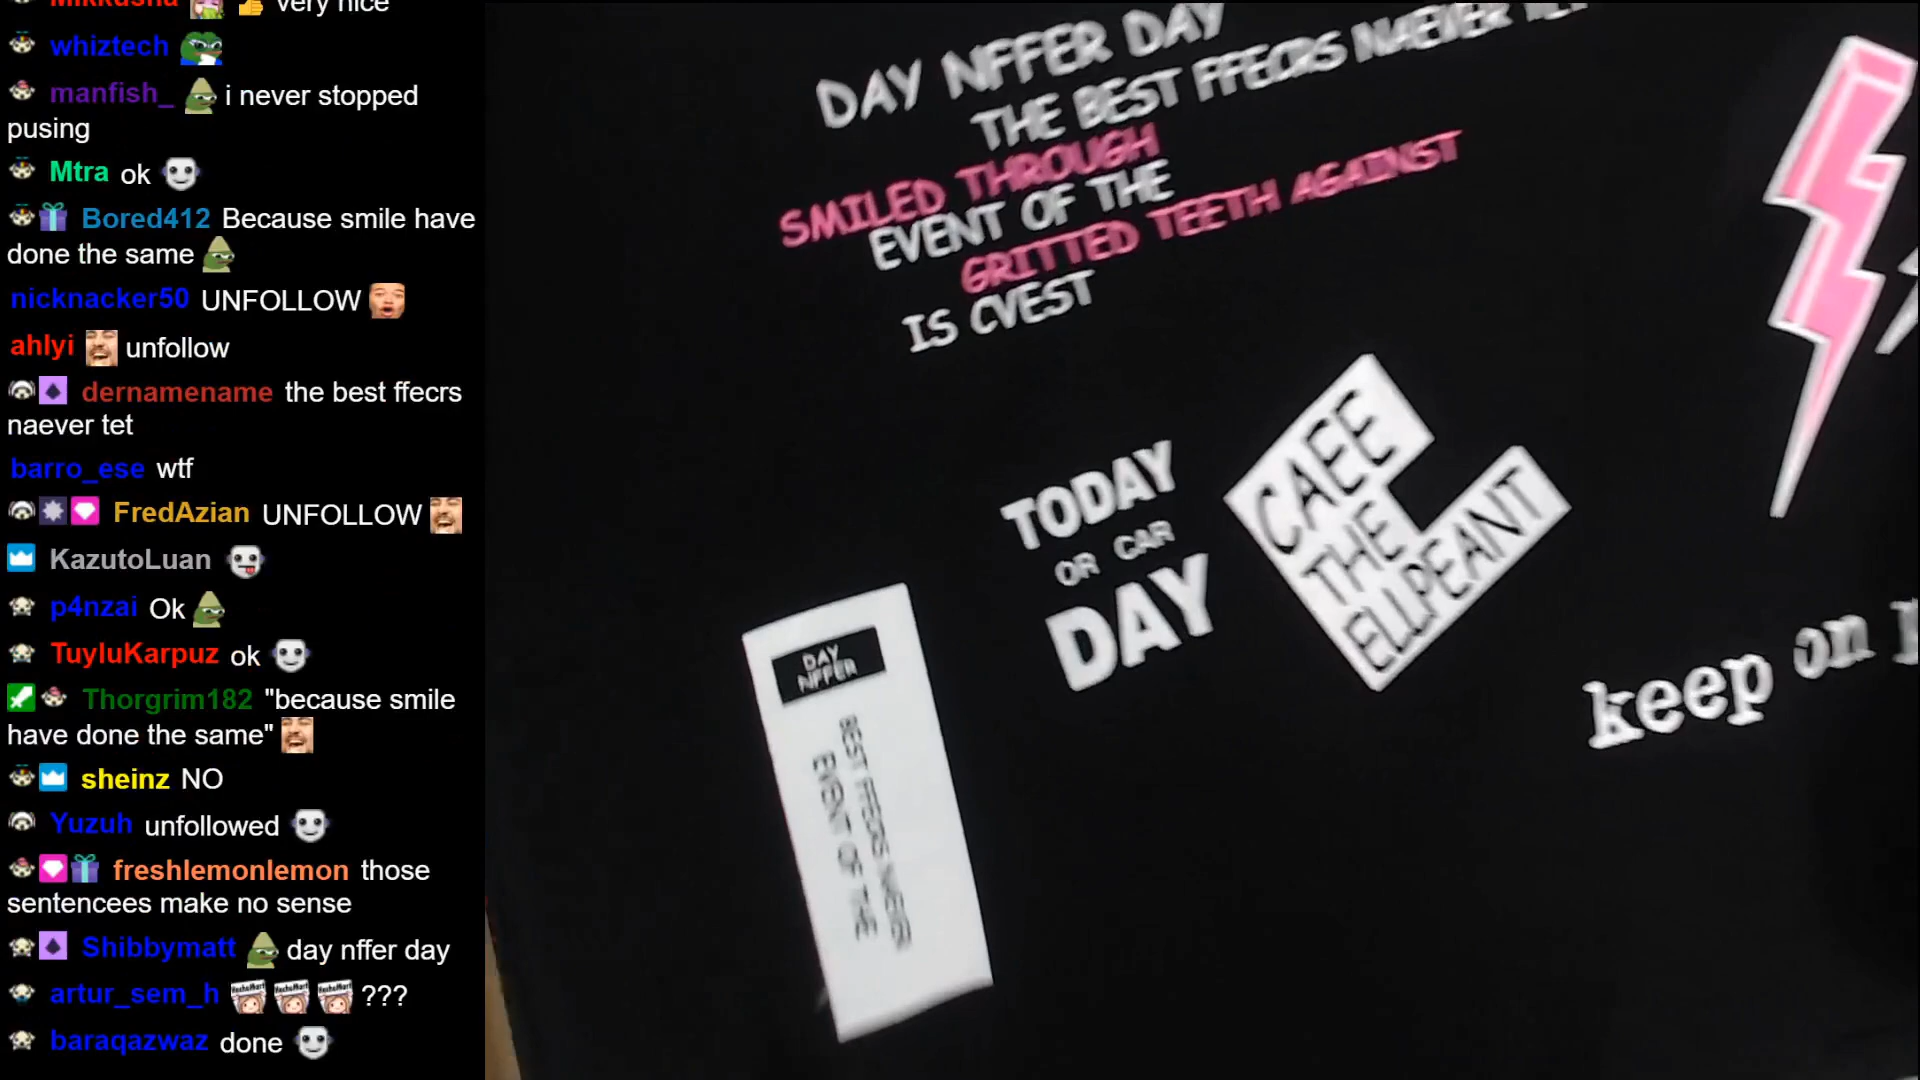 very nice
whiztech
manfish_ i never stopped
pusing
Mtra ok
Bored412 Because smile have
done the same
nicknacker50 UNFOLLOW
ahlyi unfollow
dernamename the best ffecrs
naever tet
barro_ese wtf
FredAzian UNFOLLOW
KazutoLuan
p4nzai Ok
TuyluKarpuz ok
Thorgrim182 "because smile
have done the same"
sheinz NO
Yuzuh unfollowed
freshlemonlemon those
sentencees make no sense
Shibbymatt day nffer day
artur_sem_h ???
baraqazwaz done
DAY NFFER DAY
THE BEST FFECRS NAEVER
SMILED THROUGH
EVENT OF THE
GRITTED TEETH AGAINST
IS CVEST
TODAY
OR CAR
DAY
CAEE
THE
ELLPEANT
keep on
DAY
NFFER
BEST FFECRS NAEVER
EVENT OF THE